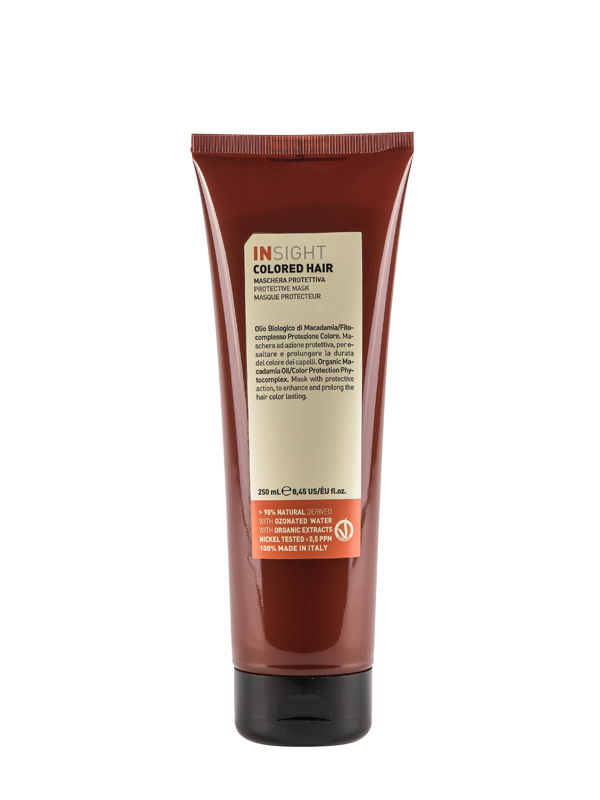 INSIGHT
COLORED HAIR
MASCHERA PROTETTIVA
PROTECTIVE MASK
MASQUE PROTECTEUR
Olio Biologico di Macadamia/Fito-
complesso Protezione Colore. Ma-
schera ad azione protettiva, per e-
saltare e prolungare la durata
del colore dei capelli. Organic Ma-
cadamia Oil/Color Protection Phy-
tocomplex. Mask with protective
action, to enhance and prolong the
hair color lasting.
250 mL ℮ 8,45 US/ÉU fl.oz.
> 98% NATURAL DERIVED
WITH OZONATED WATER
WITH ORGANIC EXTRACTS
NICKEL TESTED < 0,5 PPM
100% MADE IN ITALY